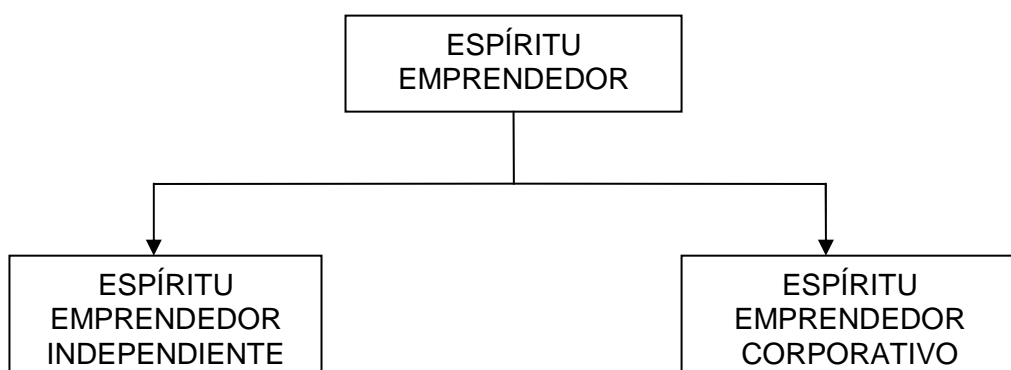 ESPÍRITU
EMPRENDEDOR
ESPÍRITU
EMPRENDEDOR
INDEPENDIENTE
ESPÍRITU
EMPRENDEDOR
CORPORATIVO